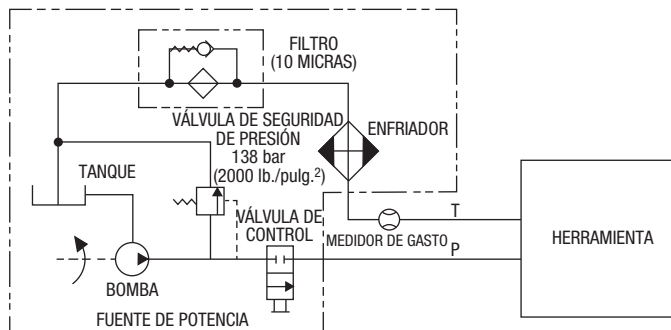 FILTRO
(10 MICRAS)
VÁLVULA DE SEGURIDAD
DE PRESIÓN
138 bar
(2000 lb./pulg.²)
ENFRIADOR
TANQUE
VÁLVULA DE
CONTROL
MEDIDOR DE GASTO
T
P
HERRAMIENTA
BOMBA
FUENTE DE POTENCIA